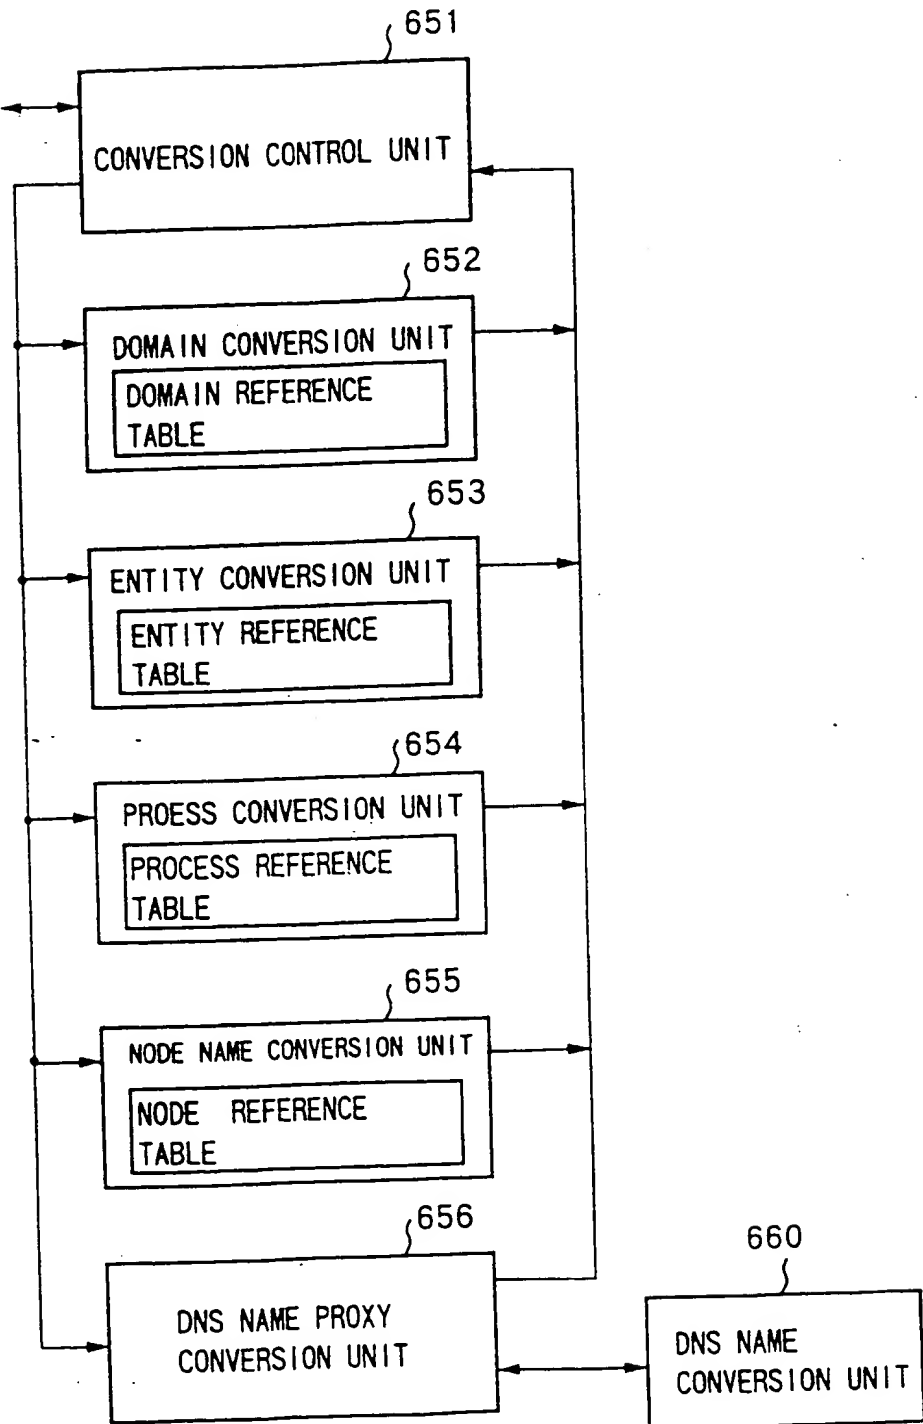 651
CONVERSION CONTROL UNIT
652
DOMAIN CONVERSION UNIT
DOMAIN REFERENCE
TABLE
653
ENTITY CONVERSION UNIT
ENTITY REFERENCE
TABLE
654
PROESS CONVERSION UNIT
PROCESS REFERENCE
TABLE
655
NODE NAME CONVERSION UNIT
NODE REFERENCE
TABLE
656
DNS NAME PROXY
CONVERSION UNIT
660
DNS NAME
CONVERSION UNIT